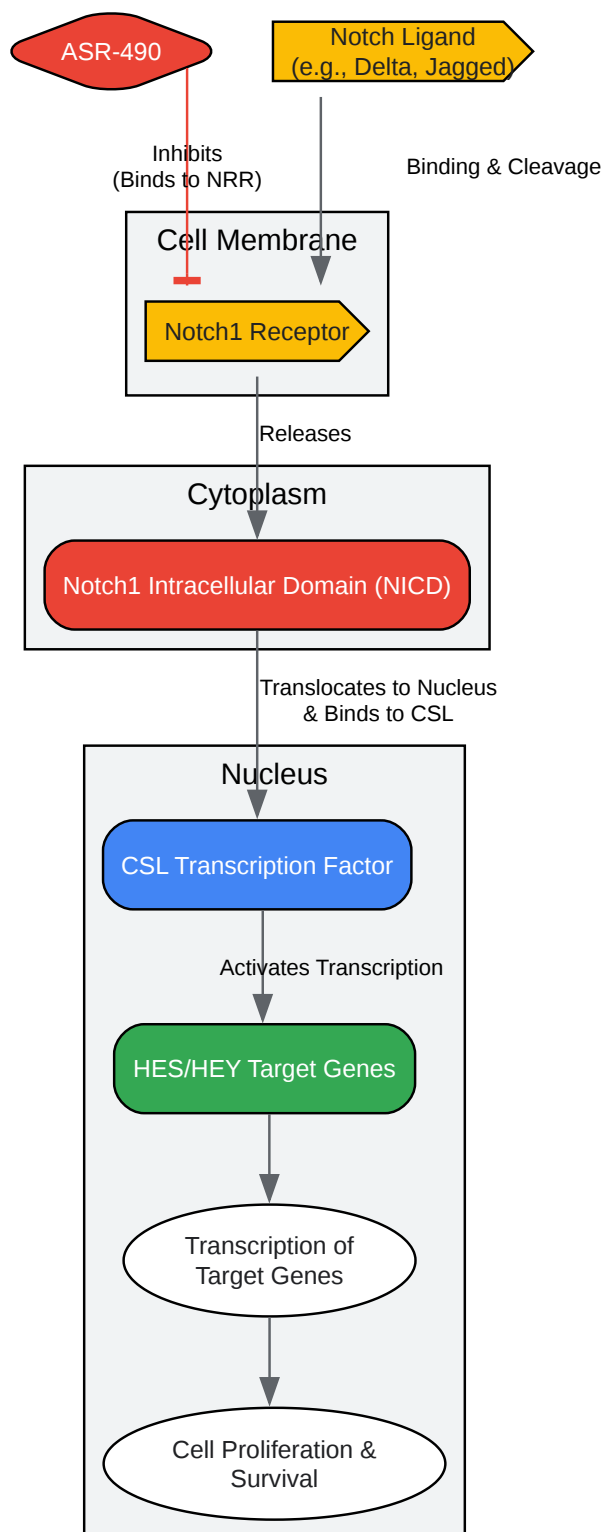 ASR-490
Notch Ligand
(e.g., Delta, Jagged)
Inhibits
(Binds to NRR)
Binding & Cleavage
Cell Membrane
Notch1 Receptor
Releases
Cytoplasm
Notch1 Intracellular Domain (NICD)
Translocates to Nucleus
& Binds to CSL
Nucleus
CSL Transcription Factor
Activates Transcription
HES/HEY Target Genes
Transcription of
Target Genes
Cell Proliferation &
Survival